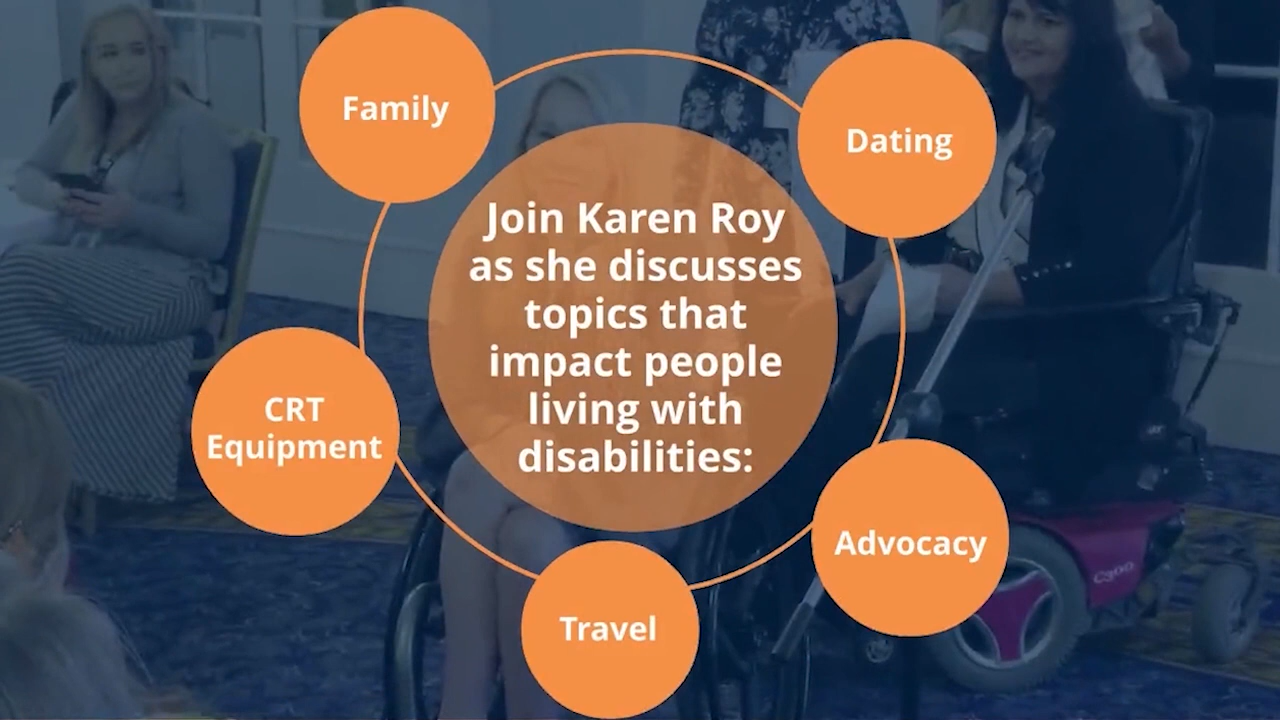 Family
Dating
Join Karen Roy
as she discusses
topics that
impact people
living with
disabilities:
CRT
Equipment
Advocacy
Travel
C300